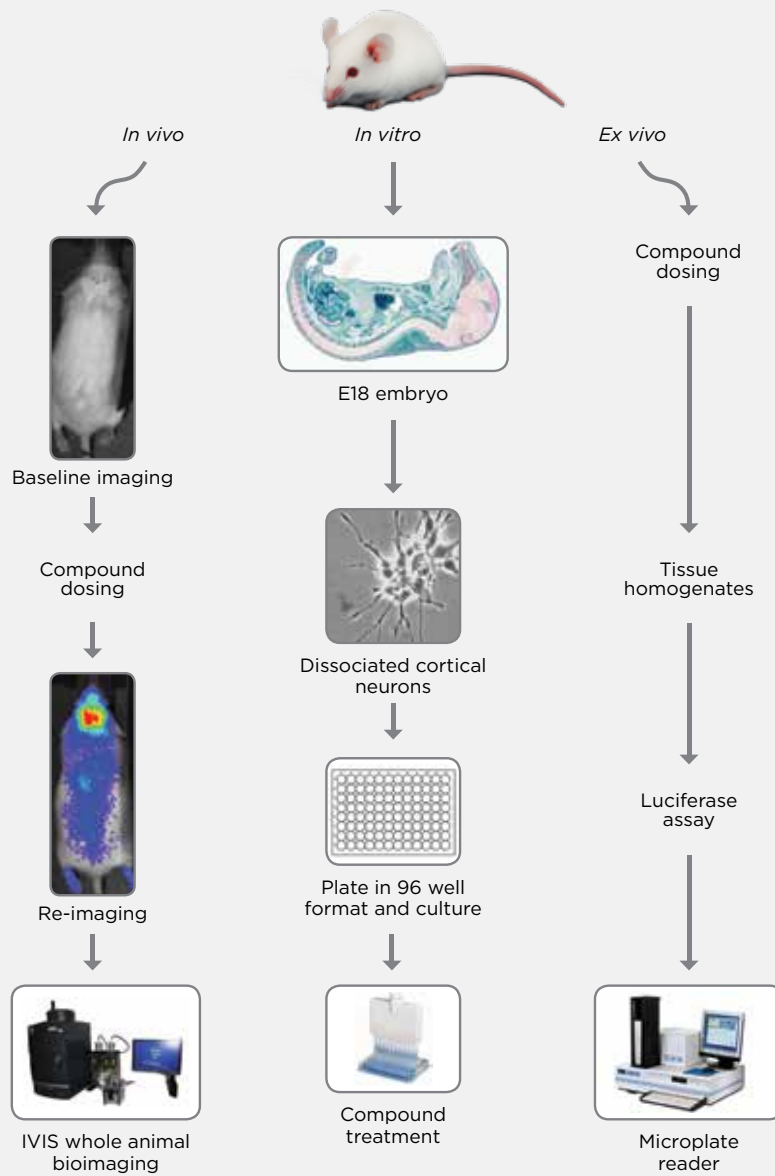 In vivo
In vitro
Ex vivo
Baseline imaging
Compound
dosing
Re-imaging
IVIS whole animal
bioimaging
E18 embryo
Dissociated cortical
neurons
Plate in 96 well
format and culture
Compound
treatment
Compound
dosing
Tissue
homogenates
Luciferase
assay
Microplate
reader